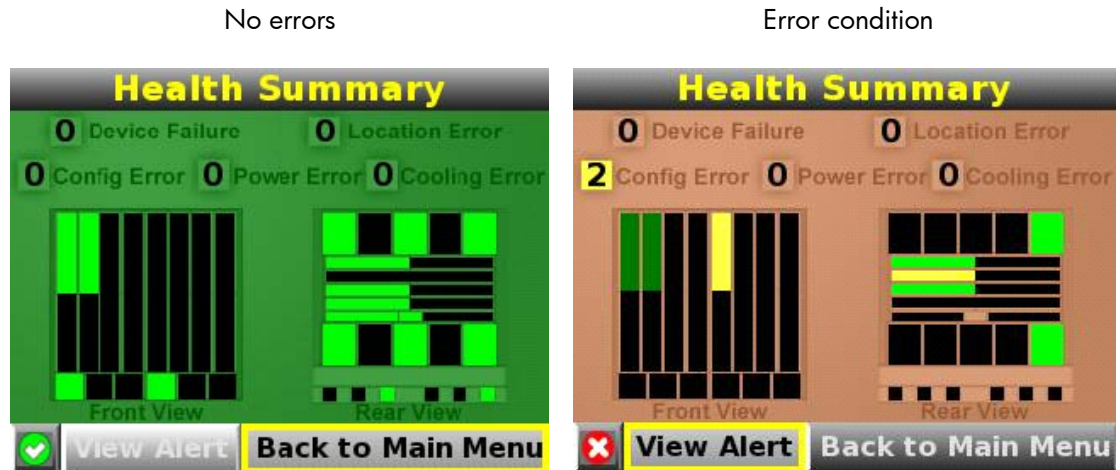 No errors
Error condition
Health Summary
0 Device Failure 0 Location Error
0 Config Error 0 Power Error 0 Cooling Error
Front View Rear View
View Alert Back to Main Menu
Health Summary
0 Device Failure 0 Location Error
2 Config Error 0 Power Error 0 Cooling Error
Front View Rear View
View Alert Back to Main Menu